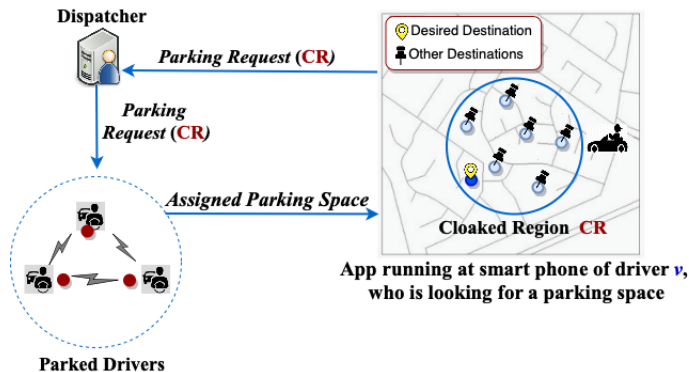 Dispatcher
Parking Request (CR)
Desired Destination
Other Destinations
Parking
Request (CR)
Assigned Parking Space
Cloaked Region CR
App running at smart phone of driver v,
who is looking for a parking space
Parked Drivers